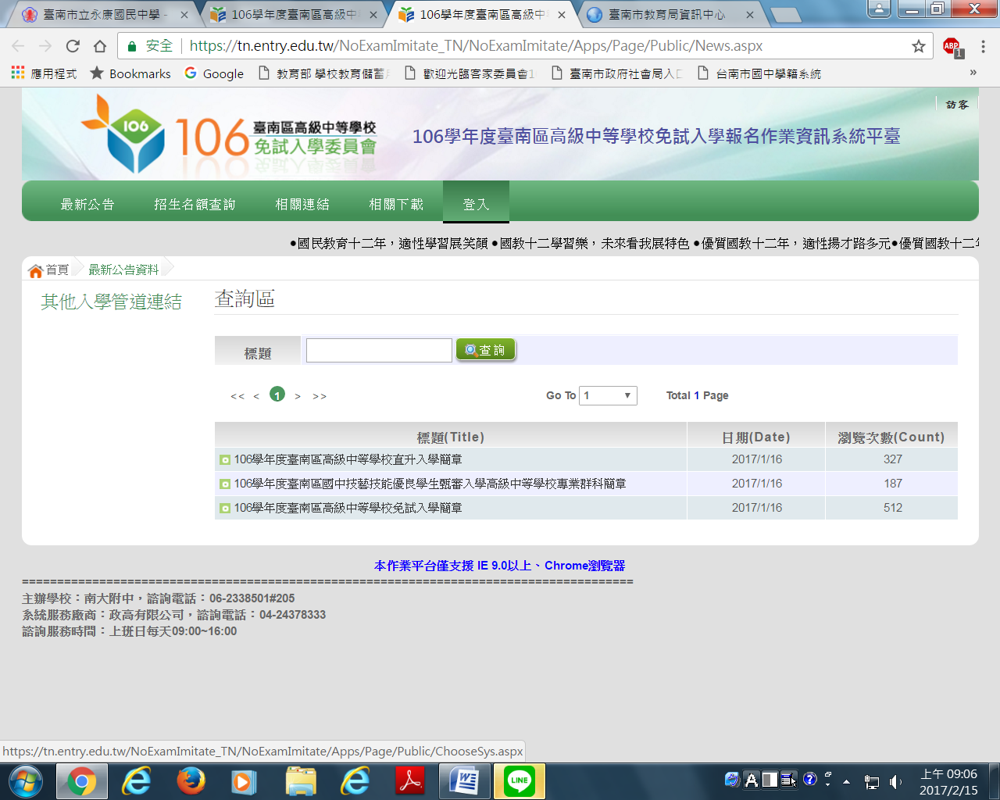 臺南市立永康國民中學 -
106學年度臺南區高級中
106學年度臺南區高級中
臺南市教育局資訊中心
安全
https://tn.entry.edu.tw/NoExamImitate_TN/NoExamImitate/Apps/Page/Public/News.aspx
ABP
1
應用程式
Bookmarks
Google
教育部 學校教育儲蓄
歡迎光臨客家委員會
臺南市政府社會局入
台南市國中學籍系統
»
訪客
106
106
臺南區高級中等學校
免試入學委員會
106學年度臺南區高級中等學校免試入學報名作業資訊系統平臺
最新公告
招生名額查詢
相關連結
相關下載
登入
●國民教育十二年，適性學習展笑顏 ●國教十二學習樂，未來看我展特色 ●優質國教十二年，適性揚才路多元●優質國教十二
首頁
最新公告資料
其他入學管道連結
查詢區
標題
查詢
<< < 1 > >>
Go To 1
Total 1 Page
標題(Title) 日期(Date) 瀏覽次數(Count)
106學年度臺南區高級中等學校直升入學簡章 2017/1/16 327
106學年度臺南區國中技藝技能優良學生甄審入學高級中等學校專業群科簡章 2017/1/16 187
106學年度臺南區高級中等學校免試入學簡章 2017/1/16 512
本作業平台僅支援 IE 9.0以上、Chrome瀏覽器
=======================================================================================
主辦學校：南大附中，諮詢電話：06-2338501#205
系統服務廠商：政高有限公司，諮詢電話：04-24378333
諮詢服務時間：上班日每天09:00~16:00
https://tn.entry.edu.tw/NoExamImitate_TN/NoExamImitate/Apps/Page/Public/ChooseSys.aspx
LINE
A
上午 09:06
2017/2/15